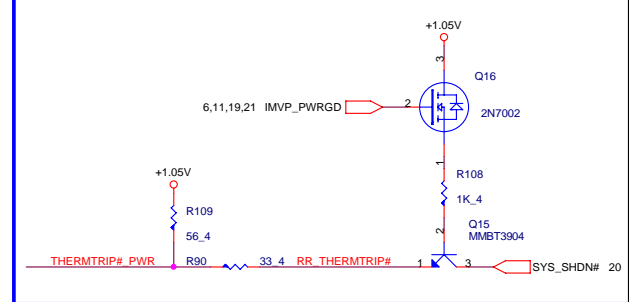 +1.05V
3
Q16
6,11,19,21 IMVP_PWRGD
2
2N7002
1
R108
+1.05V
1K_4
R109
Q15
2
MMBT3904
56_4
THERMTRIP#_PWR
R90
33_4
RR_THERMTRIP#
1
3
SYS_SHDN# 20